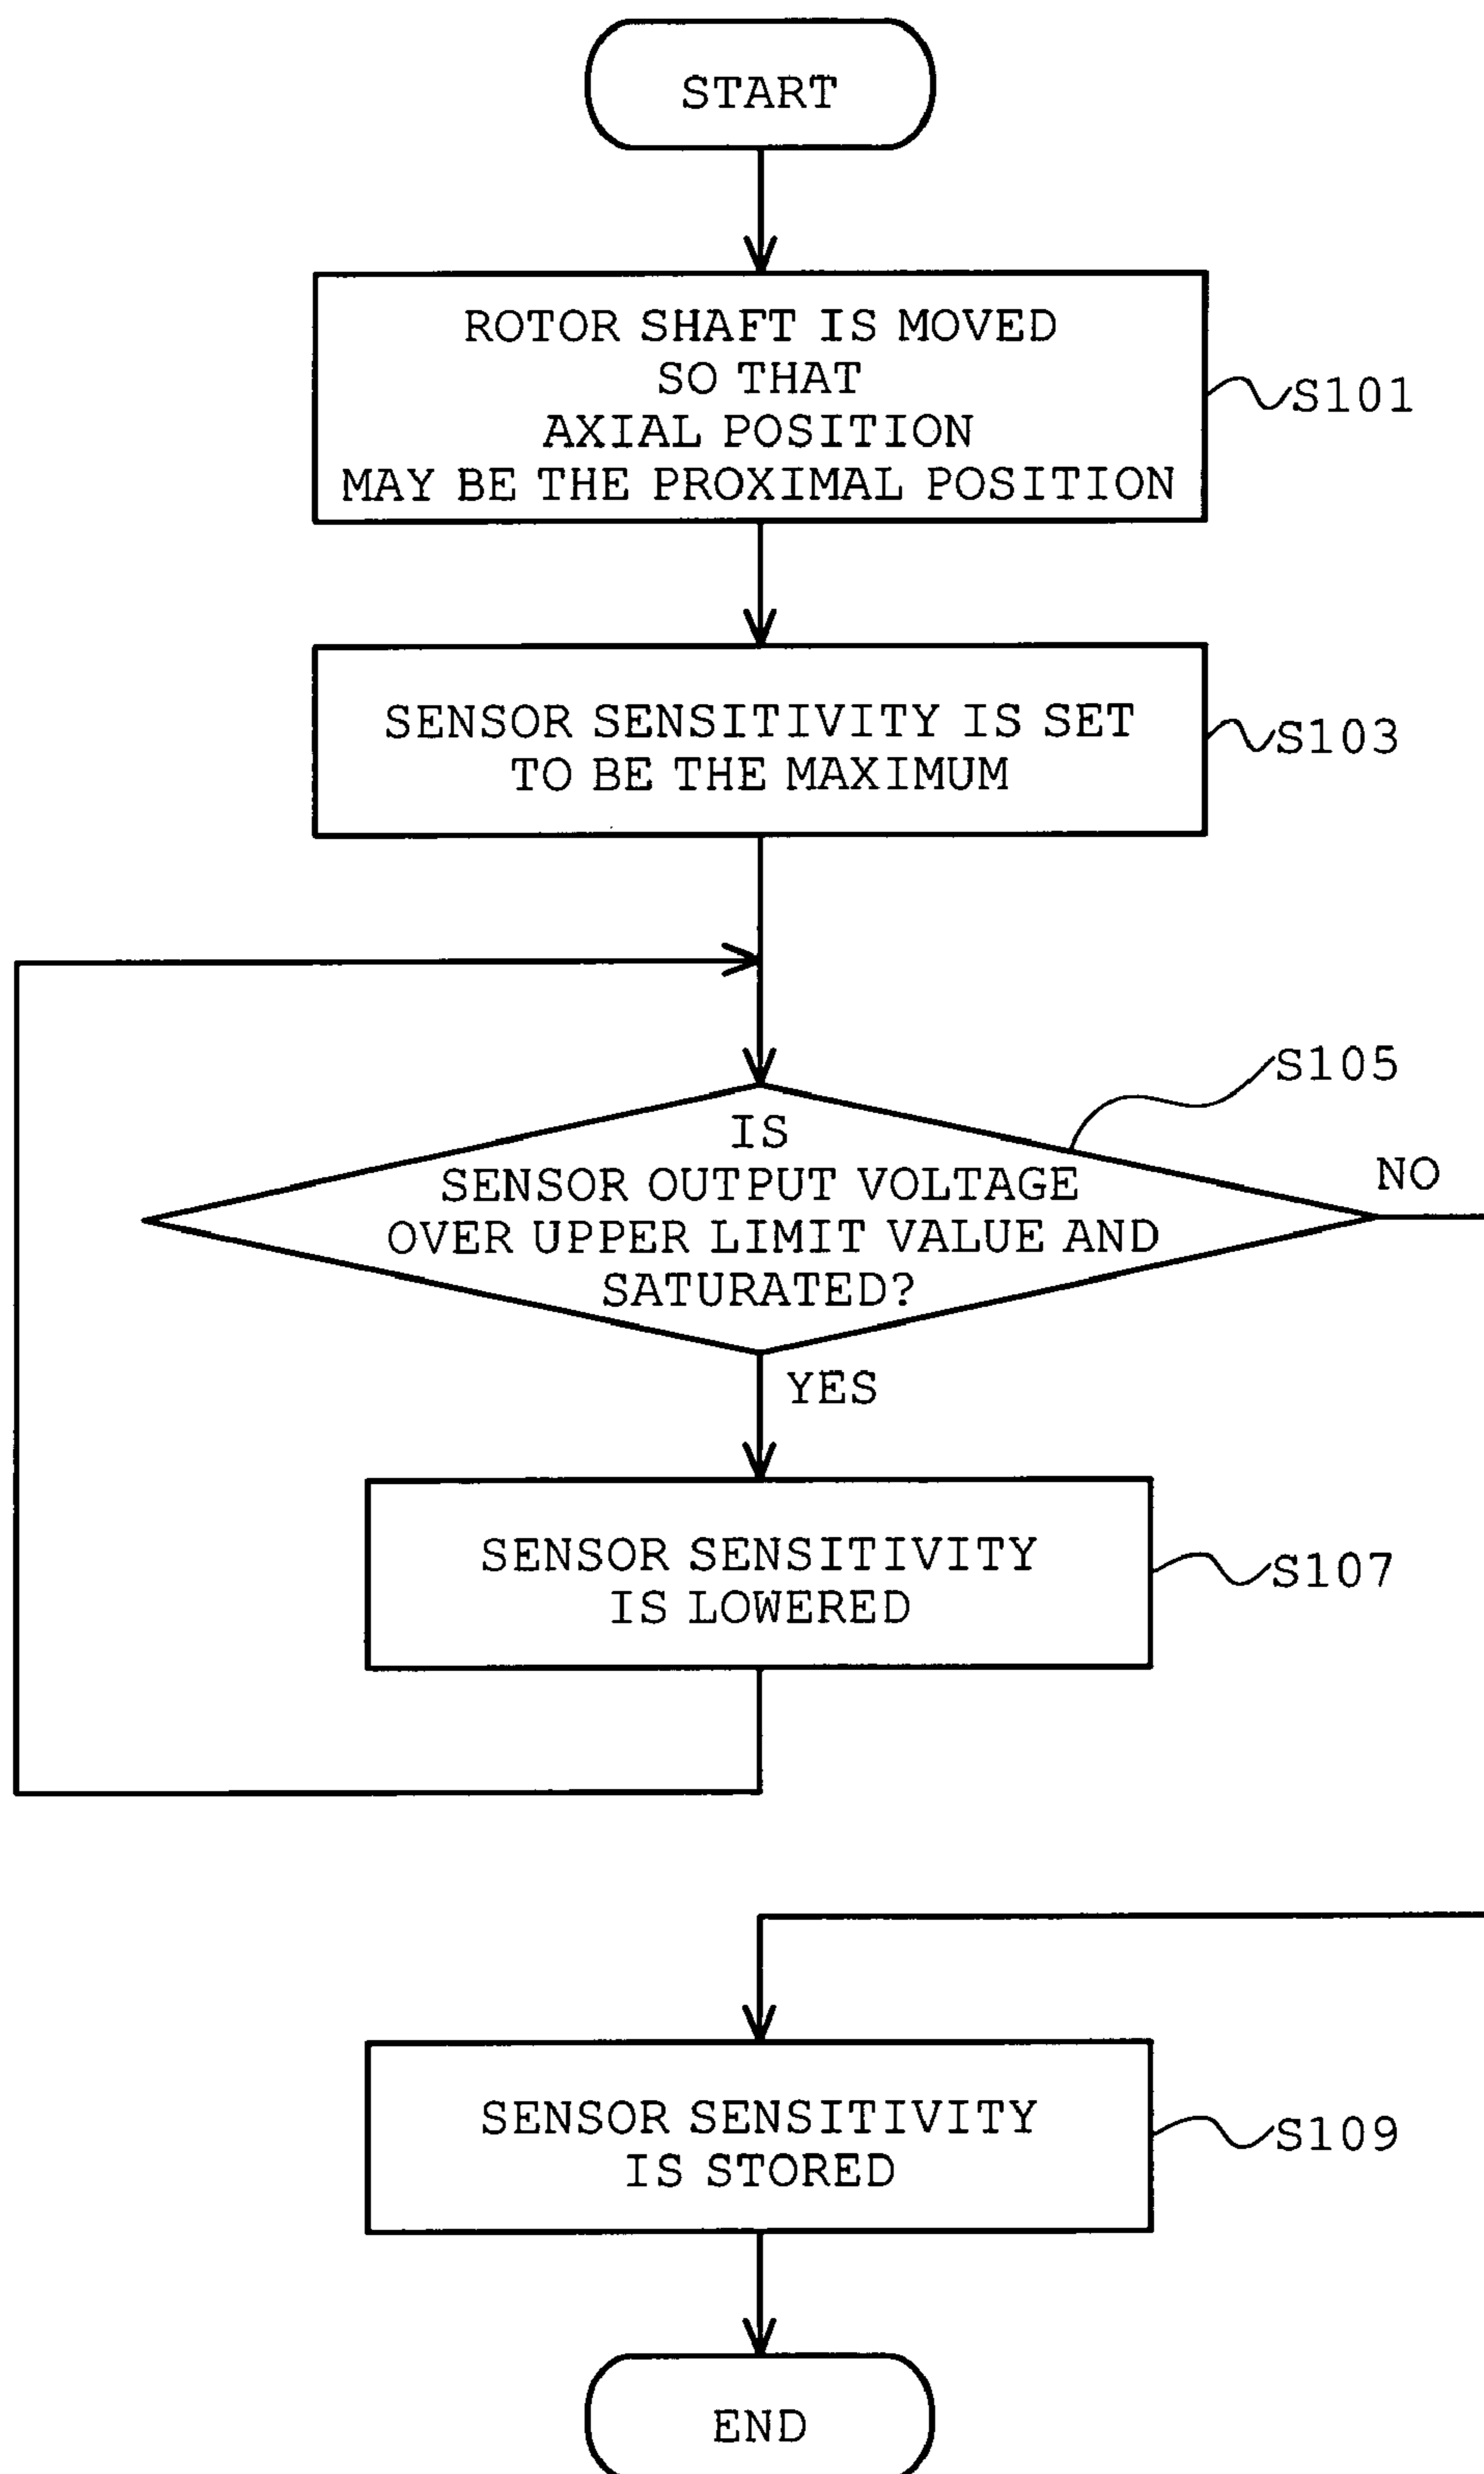 START
ROTOR SHAFT IS MOVED
SO THAT
AXIAL POSITION
MAY BE THE PROXIMAL POSITION
S101
SENSOR SENSITIVITY IS SET
TO BE THE MAXIMUM
S103
S105
IS
SENSOR OUTPUT VOLTAGE
OVER UPPER LIMIT VALUE AND
SATURATED?
NO
YES
SENSOR SENSITIVITY
IS LOWERED
S107
SENSOR SENSITIVITY
IS STORED
S109
END